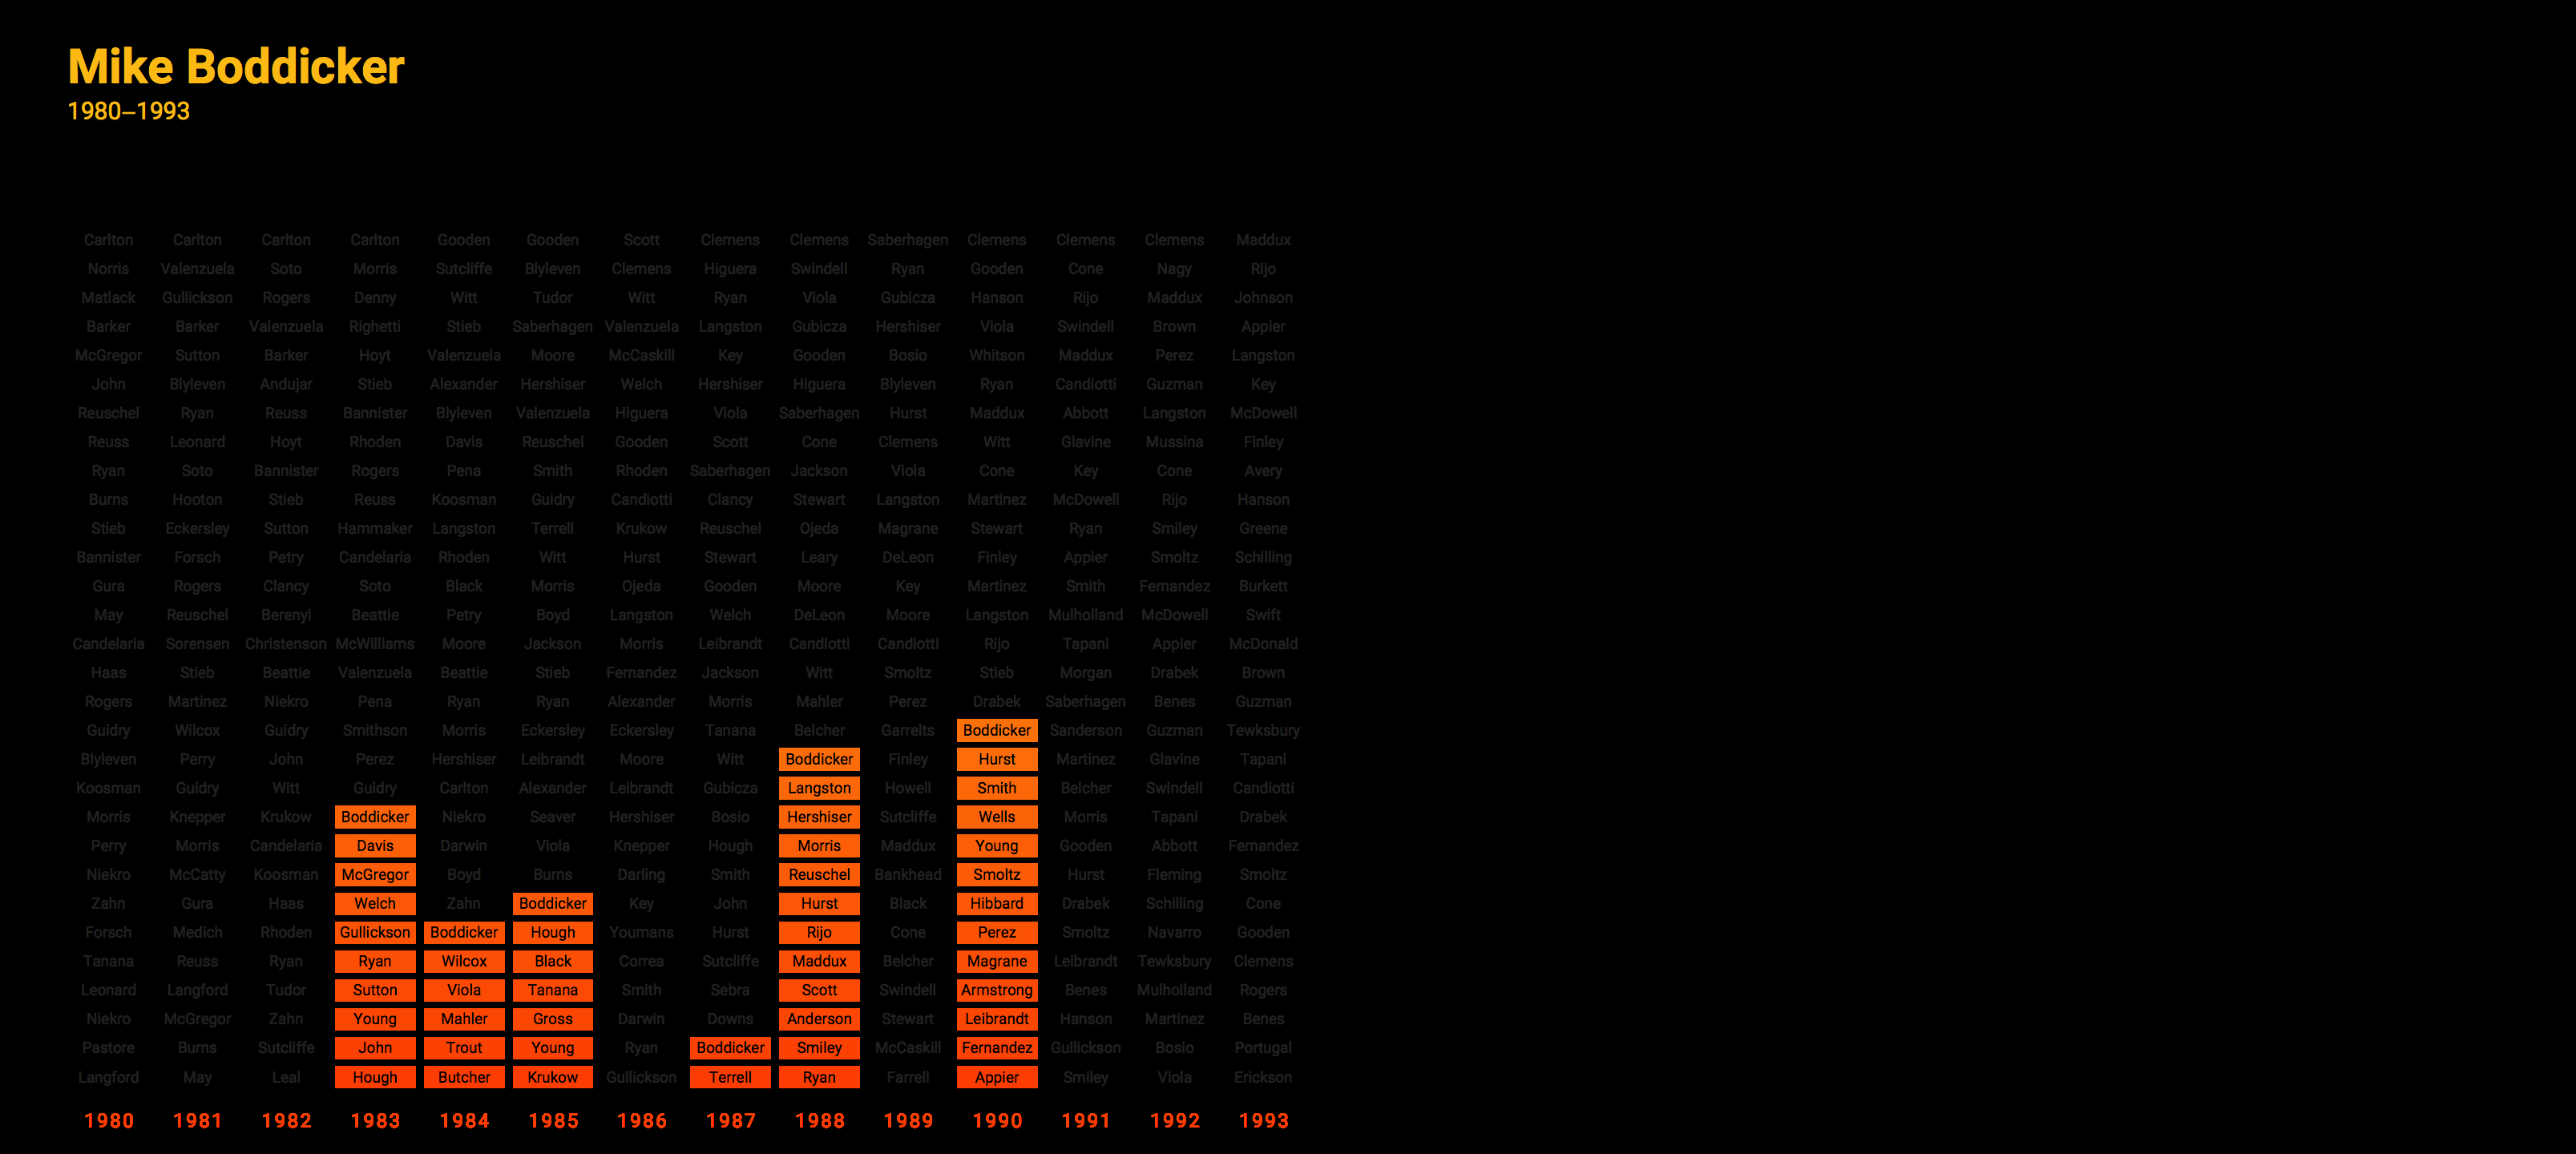 Mike Boddicker
1980–1993
Carlton Carlton Carlton Carlton Gooden Gooden Scott Clemens Clemens Saberhagen Clemens Clemens Clemens Maddux
Norris Valenzuela Soto Morris Sutcliffe Blyleven Clemens Higuera Swindell Ryan Gooden Cone Nagy Rijo
Matlack Gullickson Rogers Denny Witt Tudor Witt Ryan Viola Gubicza Hanson Rijo Maddux Johnson
Barker Barker Valenzuela Righetti Stieb Saberhagen Valenzuela Langston Gubicza Hershiser Viola Swindell Brown Appier
McGregor Sutton Barker Hoyt Valenzuela Moore McCaskill Key Gooden Bosio Whitson Maddux Perez Langston
John Blyleven Andujar Stieb Alexander Hershiser Welch Hershiser Higuera Blyleven Ryan Candiotti Guzman Key
Reuschel Ryan Reuss Bannister Blyleven Valenzuela Higuera Viola Saberhagen Hurst Maddux Abbott Langston McDowell
Reuss Leonard Hoyt Rhoden Davis Reuschel Gooden Scott Cone Clemens Witt Glavine Mussina Finley
Ryan Soto Bannister Rogers Pena Smith Rhoden Saberhagen Jackson Viola Cone Key Cone Avery
Burns Hooton Stieb Reuss Koosman Guidry Candiotti Clancy Stewart Langston Martinez McDowell Rijo Hanson
Stieb Eckersley Sutton Hammaker Langston Terrell Krukow Reuschel Ojeda Magrane Stewart Ryan Smiley Greene
Bannister Forsch Petry Candelaria Rhoden Witt Hurst Stewart Leary DeLeon Finley Appier Smoltz Schilling
Gura Rogers Clancy Soto Black Morris Ojeda Gooden Moore Key Martinez Smith Fernandez Burkett
May Reuschel Berenyi Beattie Petry Boyd Langston Welch DeLeon Moore Langston Mulholland McDowell Swift
Candelaria Sorensen Christenson McWilliams Moore Jackson Morris Leibrandt Candiotti Candiotti Rijo Tapani Appier McDonald
Haas Stieb Beattie Valenzuela Beattie Stieb Fernandez Jackson Witt Smoltz Stieb Morgan Drabek Brown
Rogers Martinez Niekro Pena Ryan Ryan Alexander Morris Mahler Perez Drabek Saberhagen Benes Guzman
Guidry Wilcox Guidry Smithson Morris Eckersley Eckersley Tanana Belcher Garrelts Boddicker Sanderson Guzman Tewksbury
Blyleven Perry John Perez Hershiser Leibrandt Moore Witt Boddicker Finley Hurst Martinez Glavine Tapani
Koosman Guidry Witt Guidry Carlton Alexander Leibrandt Gubicza Langston Howell Smith Belcher Swindell Candiotti
Morris Knepper Krukow Boddicker Niekro Seaver Hershiser Bosio Hershiser Sutcliffe Wells Morris Tapani Drabek
Perry Morris Candelaria Davis Darwin Viola Knepper Hough Morris Maddux Young Gooden Abbott Fernandez
Niekro McCatty Koosman McGregor Boyd Burns Darling Smith Reuschel Bankhead Smoltz Hurst Fleming Smoltz
Zahn Gura Haas Welch Zahn Boddicker Key John Hurst Black Hibbard Drabek Schilling Cone
Forsch Medich Rhoden Gullickson Boddicker Hough Youmans Hurst Rijo Cone Perez Smoltz Navarro Gooden
Tanana Reuss Ryan Ryan Wilcox Black Correa Sutcliffe Maddux Belcher Magrane Leibrandt Tewksbury Clemens
Leonard Langford Tudor Sutton Viola Tanana Smith Sebra Scott Swindell Armstrong Benes Mulholland Rogers
Niekro McGregor Zahn Young Mahler Gross Darwin Downs Anderson Stewart Leibrandt Hanson Martinez Benes
Pastore Burns Sutcliffe John Trout Young Ryan Boddicker Smiley McCaskill Fernandez Gullickson Bosio Portugal
Langford May Leal Hough Butcher Krukow Gullickson Terrell Ryan Farrell Appier Smiley Viola Erickson
1980 1981 1982 1983 1984 1985 1986 1987 1988 1989 1990 1991 1992 1993